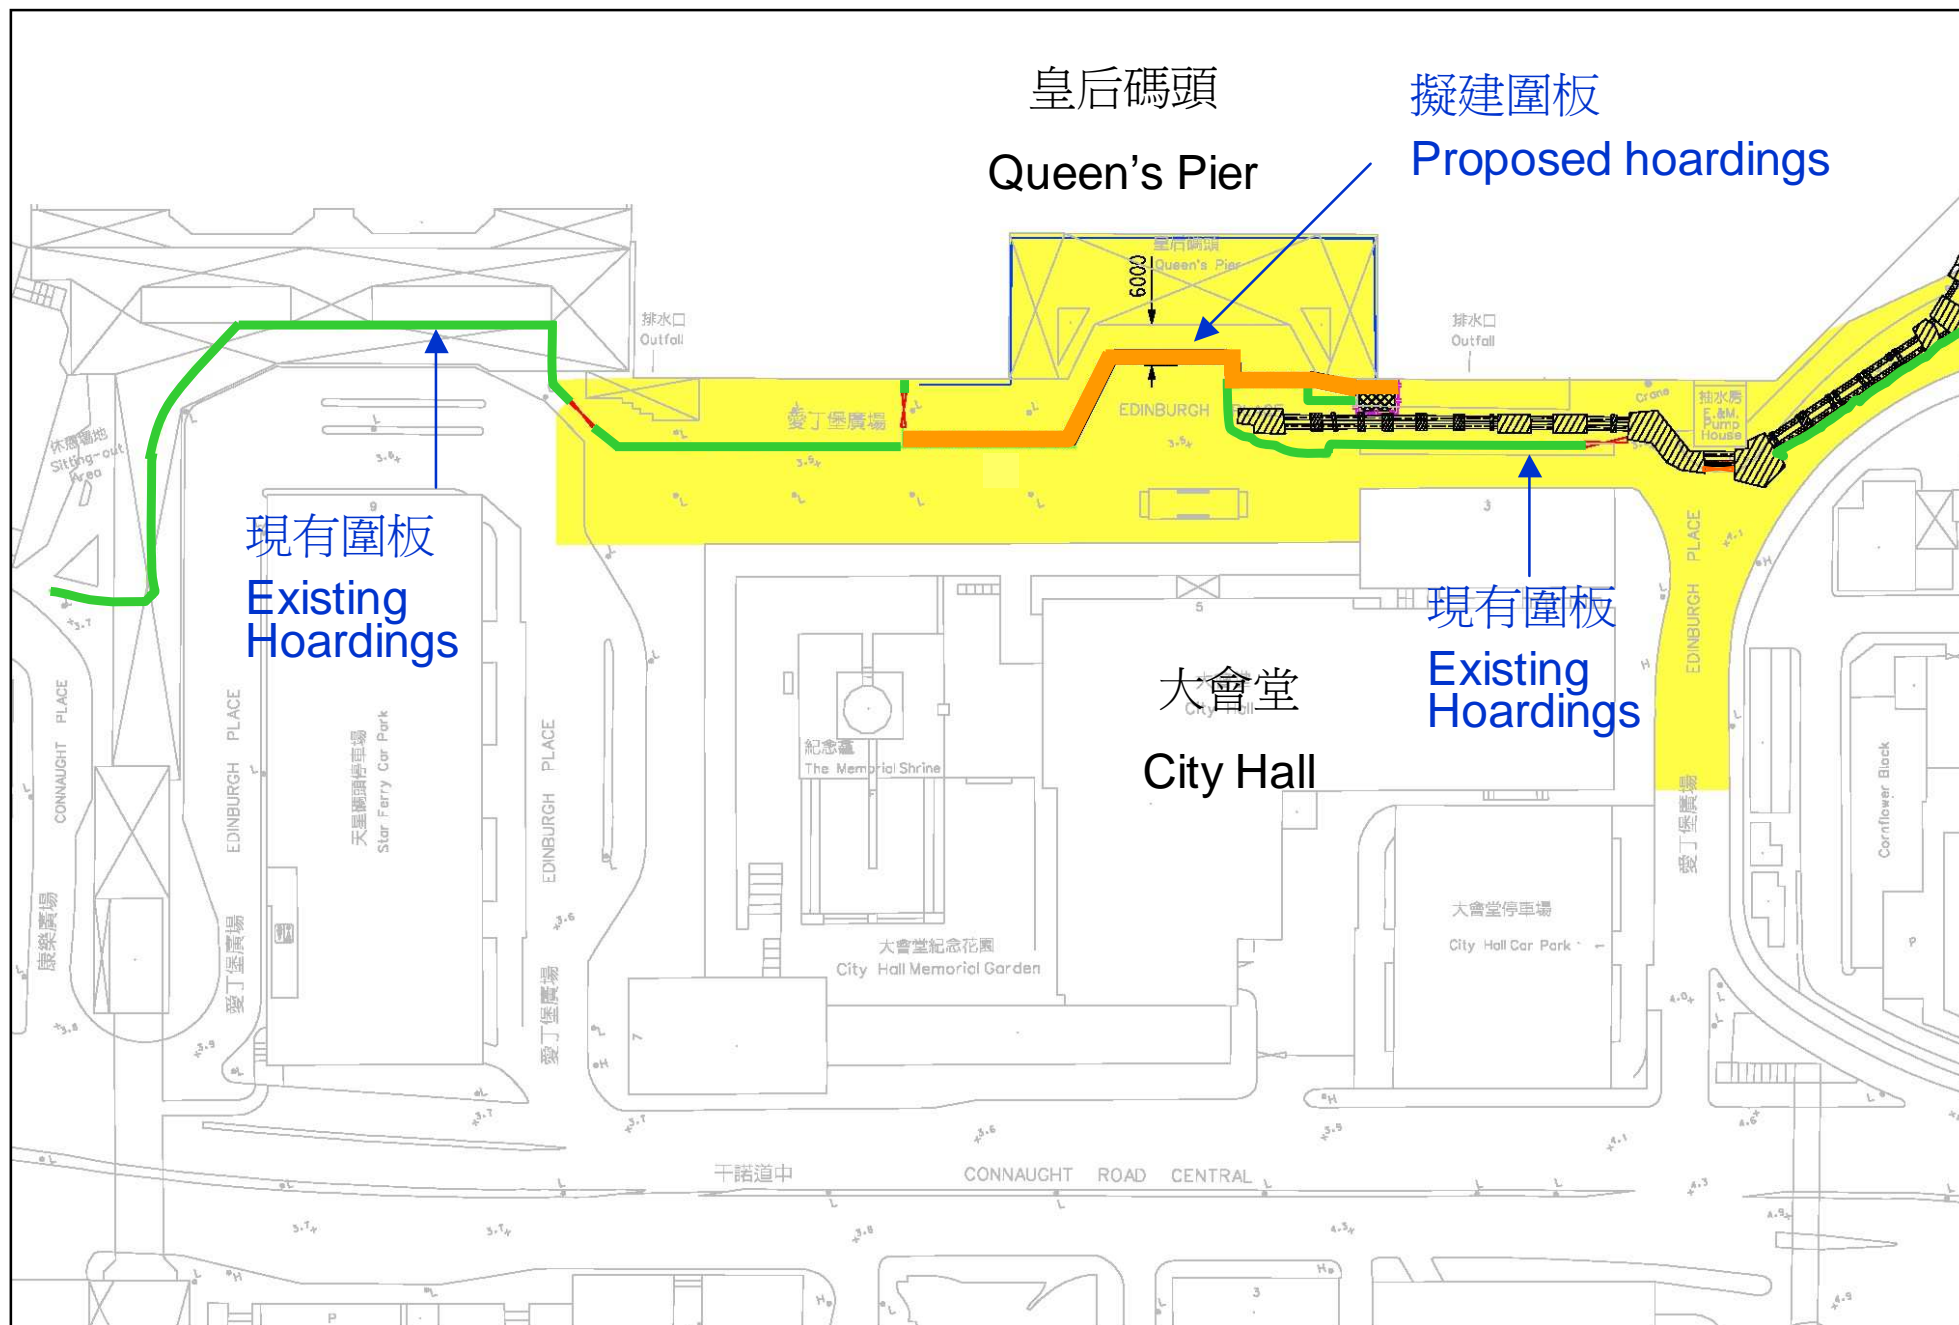 皇后碼頭
Queen's Pier
擬建圍板
Proposed hoardings
皇后碼頭
Queen's Pier
6000
排水口
Outfall
排水口
Outfall
愛丁堡廣場
EDINBURGH PLACE
Crane
抽水房
F.&M.
Pump
House
休憩場地
Sitting-out
Area
現有圍板
Existing
Hoardings
現有圍板
Existing
Hoardings
大會堂
City Hall
大會堂
City Hall
紀念龕
The Memorial Shrine
大會堂紀念花園
City Hall Memorial Garden
大會堂停車場
City Hall Car Park
天星碼頭停車場
Star Ferry Car Park
CONNAUGHT PLACE
康樂廣場
EDINBURGH PLACE
愛丁堡廣場
EDINBURGH PLACE
愛丁堡廣場
EDINBURGH PLACE
愛丁堡廣場
Cornflower Block
干諾道中
CONNAUGHT ROAD CENTRAL